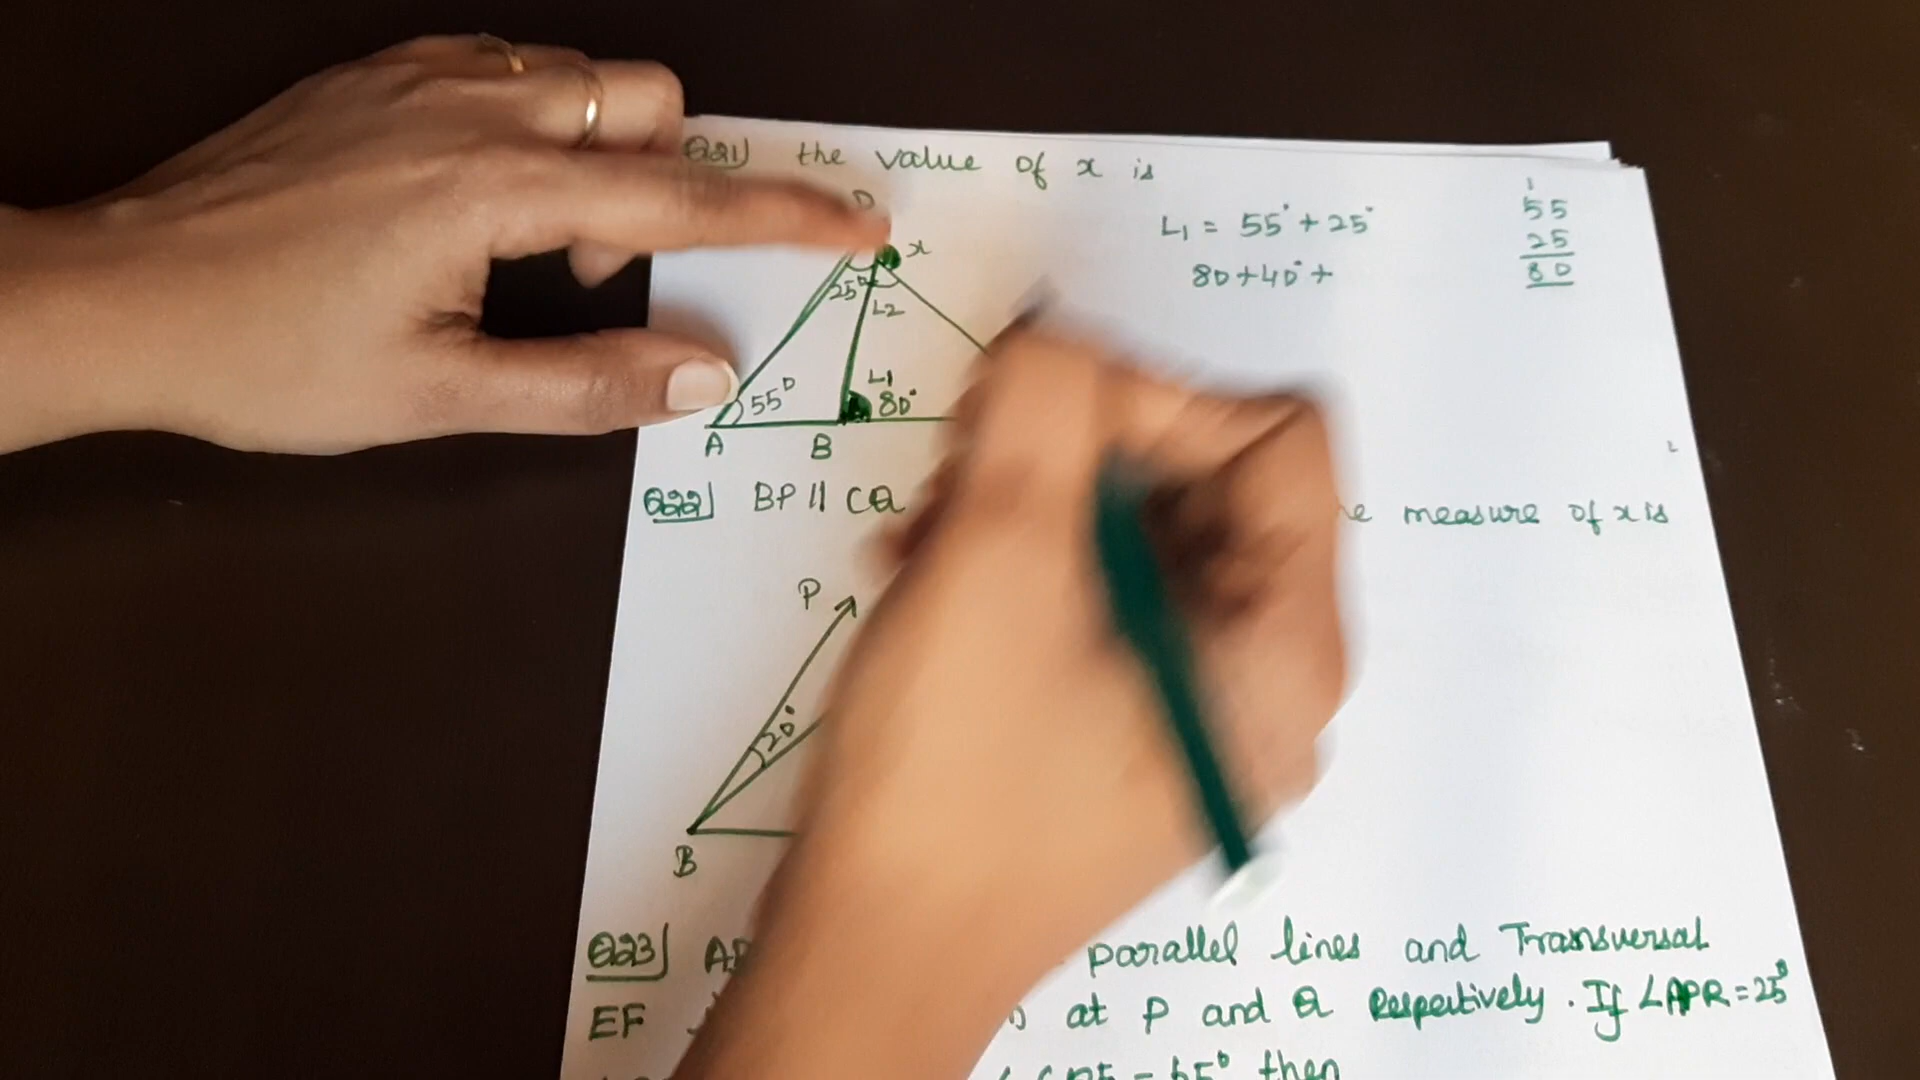 Q21) the value of x is
D
x
25°
L2
L1
80°
55°
A B
L1 = 55° + 25°
80+40°+
1
55
25
80
Q22) BP || CQ measure of x is
P
20°
B
Q23) parallel lines and Transversal
EF at P and Q Respectively. If ∠APR = 25°
= 65° then